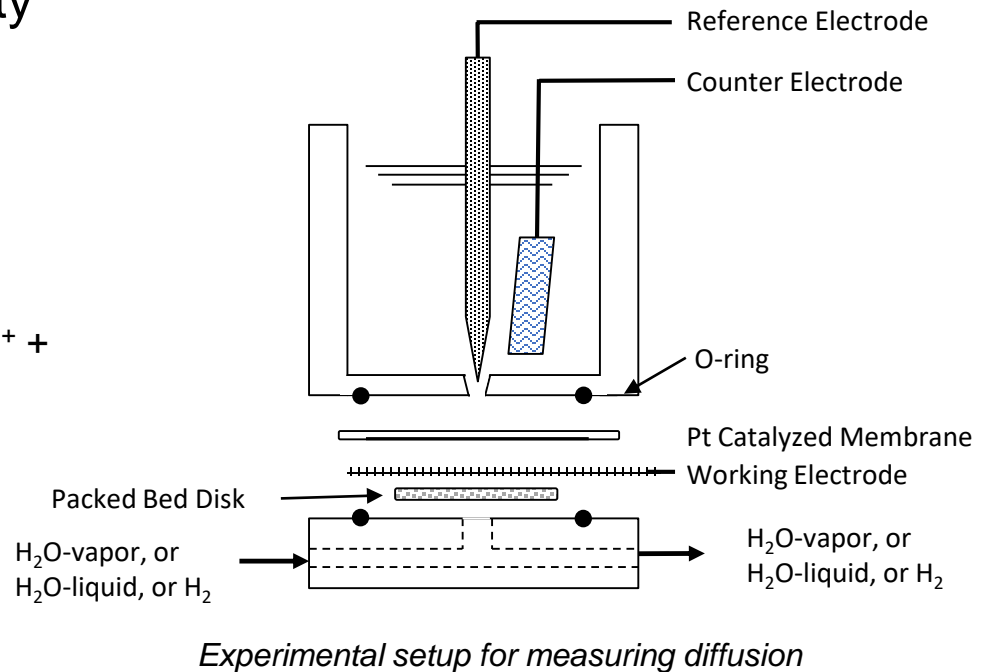 ty
Reference Electrode
Counter Electrode
+ +
O-ring
Pt Catalyzed Membrane
Working Electrode
Packed Bed Disk
H₂O-vapor, or
H₂O-liquid, or H₂
H₂O-vapor, or
H₂O-liquid, or H₂
Experimental setup for measuring diffusion